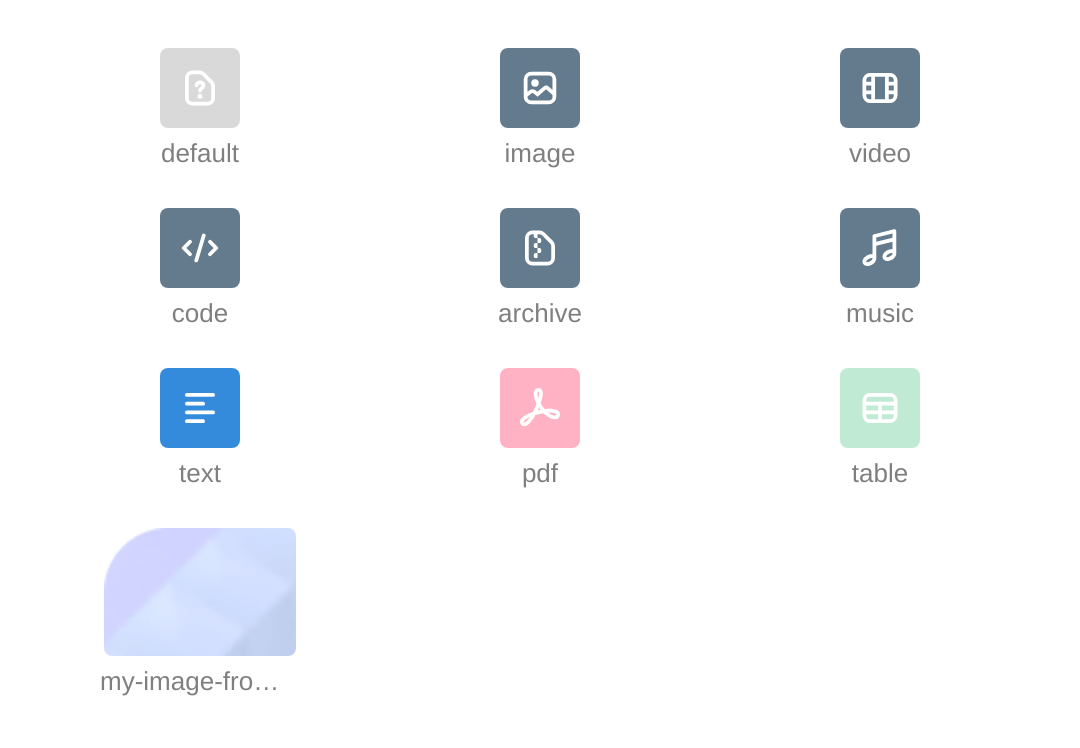 default
image
video
code
archive
music
text
pdf
table
my-image-fro…